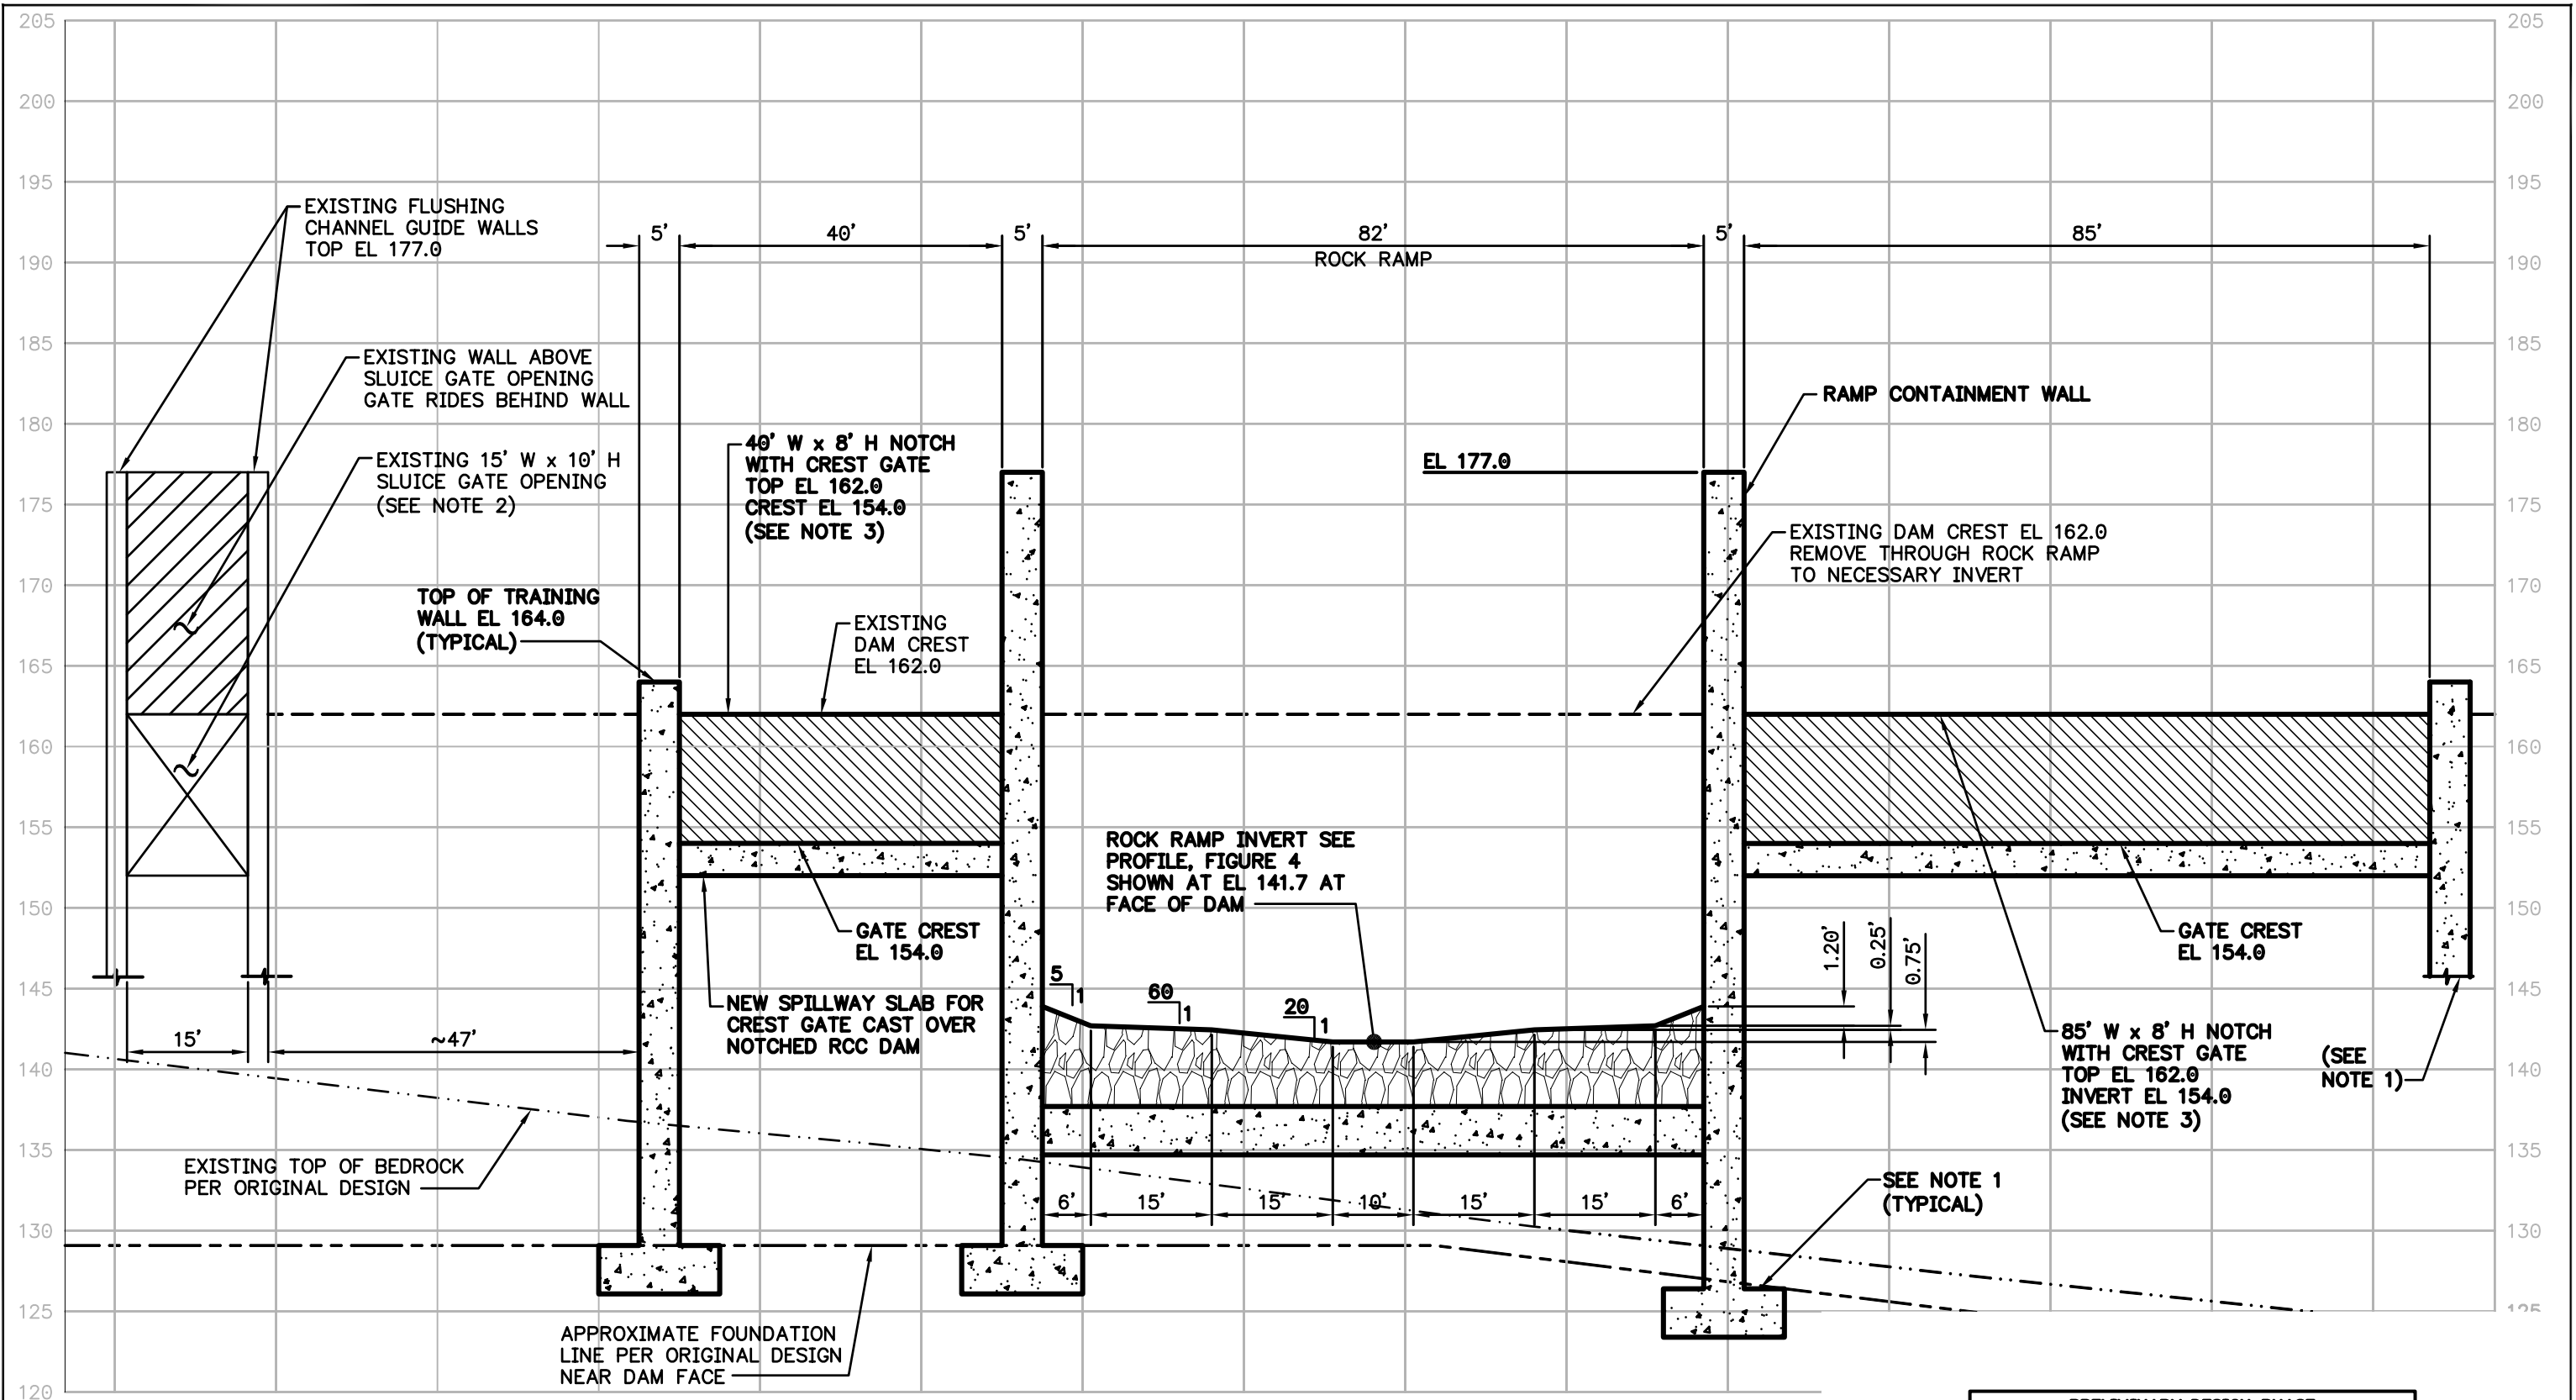 205
205
200
200
195
195
190
190
185
185
180
180
175
175
170
170
165
165
160
160
155
155
150
150
145
145
140
140
135
135
130
130
125
120
EXISTING FLUSHING
CHANNEL GUIDE WALLS
TOP EL 177.0
5'
40'
5'
82'
ROCK RAMP
5'
85'
EXISTING WALL ABOVE
SLUICE GATE OPENING
GATE RIDES BEHIND WALL
EXISTING 15' W x 10' H
SLUICE GATE OPENING
(SEE NOTE 2)
40' W x 8' H NOTCH
WITH CREST GATE
TOP EL 162.0
CREST EL 154.0
(SEE NOTE 3)
EL 177.0
RAMP CONTAINMENT WALL
EXISTING DAM CREST EL 162.0
REMOVE THROUGH ROCK RAMP
TO NECESSARY INVERT
TOP OF TRAINING
WALL EL 164.0
(TYPICAL)
EXISTING
DAM CREST
EL 162.0
ROCK RAMP INVERT SEE
PROFILE, FIGURE 4
SHOWN AT EL 141.7 AT
FACE OF DAM
GATE CREST
EL 154.0
GATE CREST
EL 154.0
1.20'
0.25'
0.75'
5
1
60
1
20
1
NEW SPILLWAY SLAB FOR
CREST GATE CAST OVER
NOTCHED RCC DAM
15'
~47'
85' W x 8' H NOTCH
WITH CREST GATE
TOP EL 162.0
INVERT EL 154.0
(SEE NOTE 3)
(SEE
NOTE 1)
EXISTING TOP OF BEDROCK
PER ORIGINAL DESIGN
6'
15'
15'
10'
15'
15'
6'
SEE NOTE 1
(TYPICAL)
APPROXIMATE FOUNDATION
LINE PER ORIGINAL DESIGN
NEAR DAM FACE